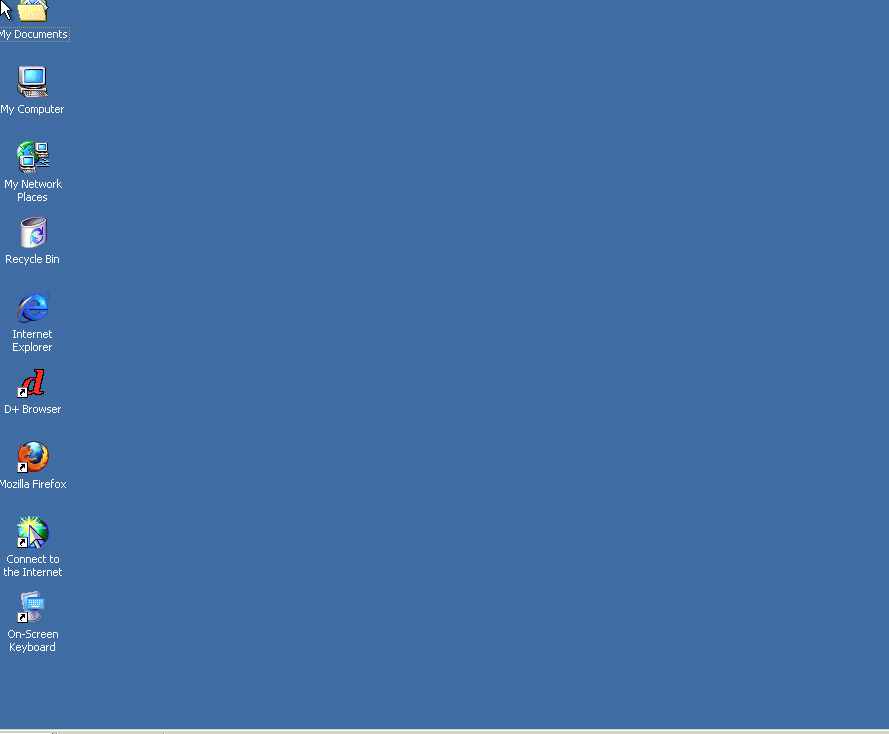 My Documents
My Computer
My Network
Places
Recycle Bin
Internet
Explorer
D+ Browser
Mozilla Firefox
Connect to
the Internet
On-Screen
Keyboard